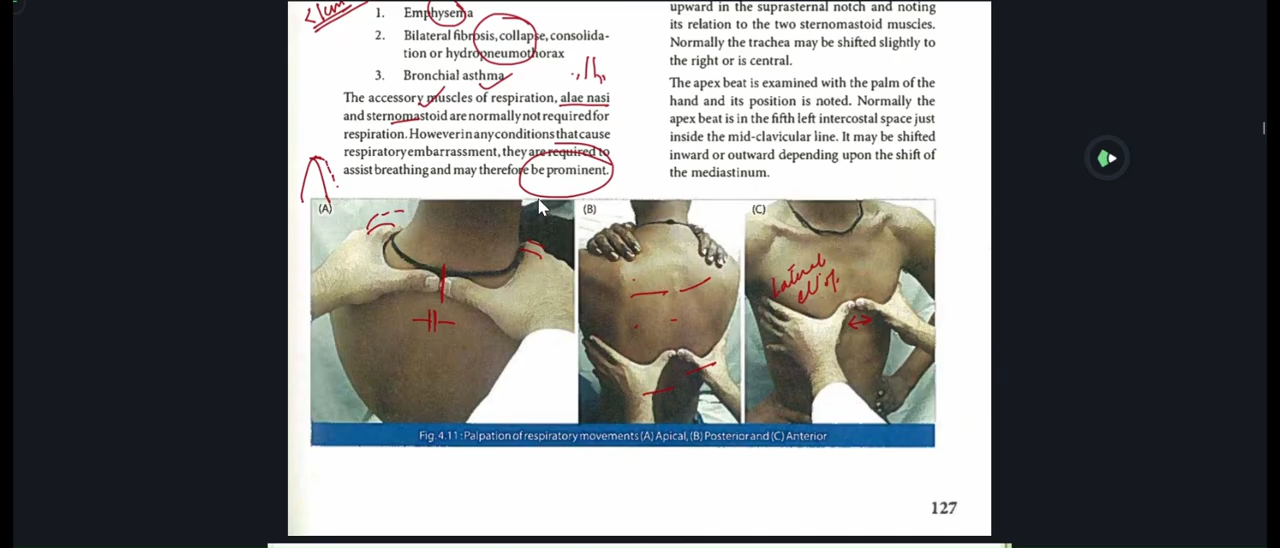 1. Emphysema
2. Bilateral fibrosis, collapse, consolida-
tion or hydropneumothorax
3. Bronchial asthma
The accessory muscles of respiration, alae nasi
and sternomastoid are normally not required for
respiration. However in any conditions that cause
respiratory embarrassment, they are required to
assist breathing and may therefore be prominent.
upward in the suprasternal notch and noting
its relation to the two sternomastoid muscles.
Normally the trachea may be shifted slightly to
the right or is central.
The apex beat is examined with the palm of the
hand and its position is noted. Normally the
apex beat is in the fifth left intercostal space just
inside the mid-clavicular line. It may be shifted
inward or outward depending upon the shift of
the mediastinum.
(A)
(B)
(C)
Lateral
Fig. 4.11 : Palpation of respiratory movements (A) Apical, (B) Posterior and (C) Anterior
127